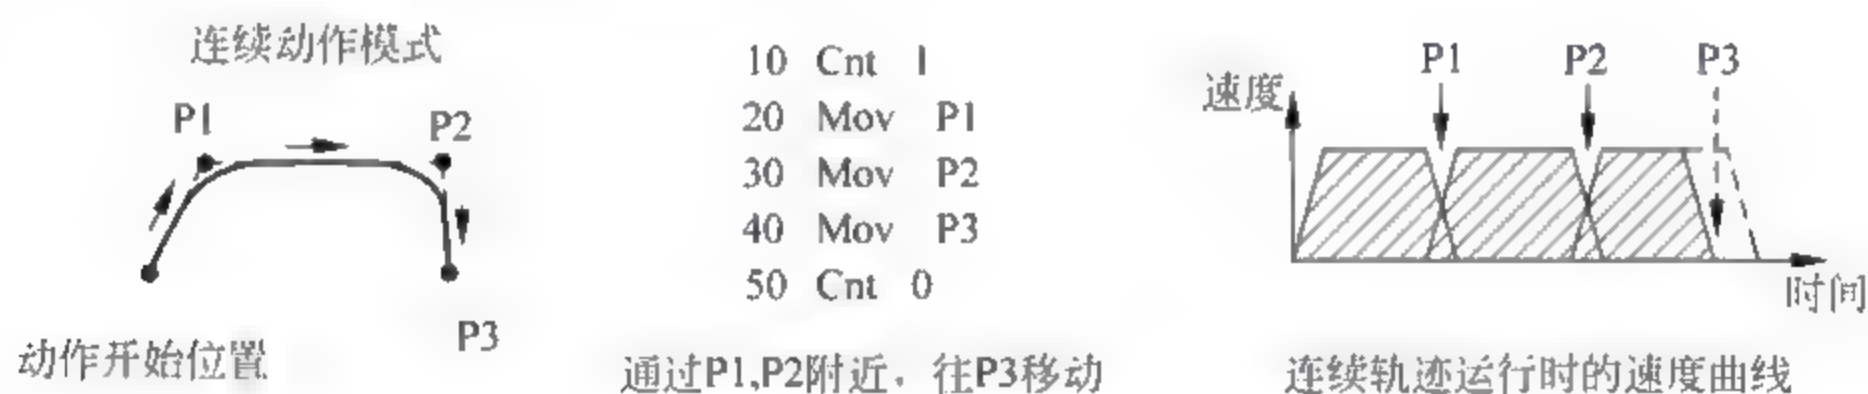 连续动作模式
P1
P2
P3
动作开始位置
10 Cnt 1
20 Mov P1
30 Mov P2
40 Mov P3
50 Cnt 0
通过P1,P2附近，往P3移动
P1 P2 P3
速度
时间
连续轨迹运行时的速度曲线